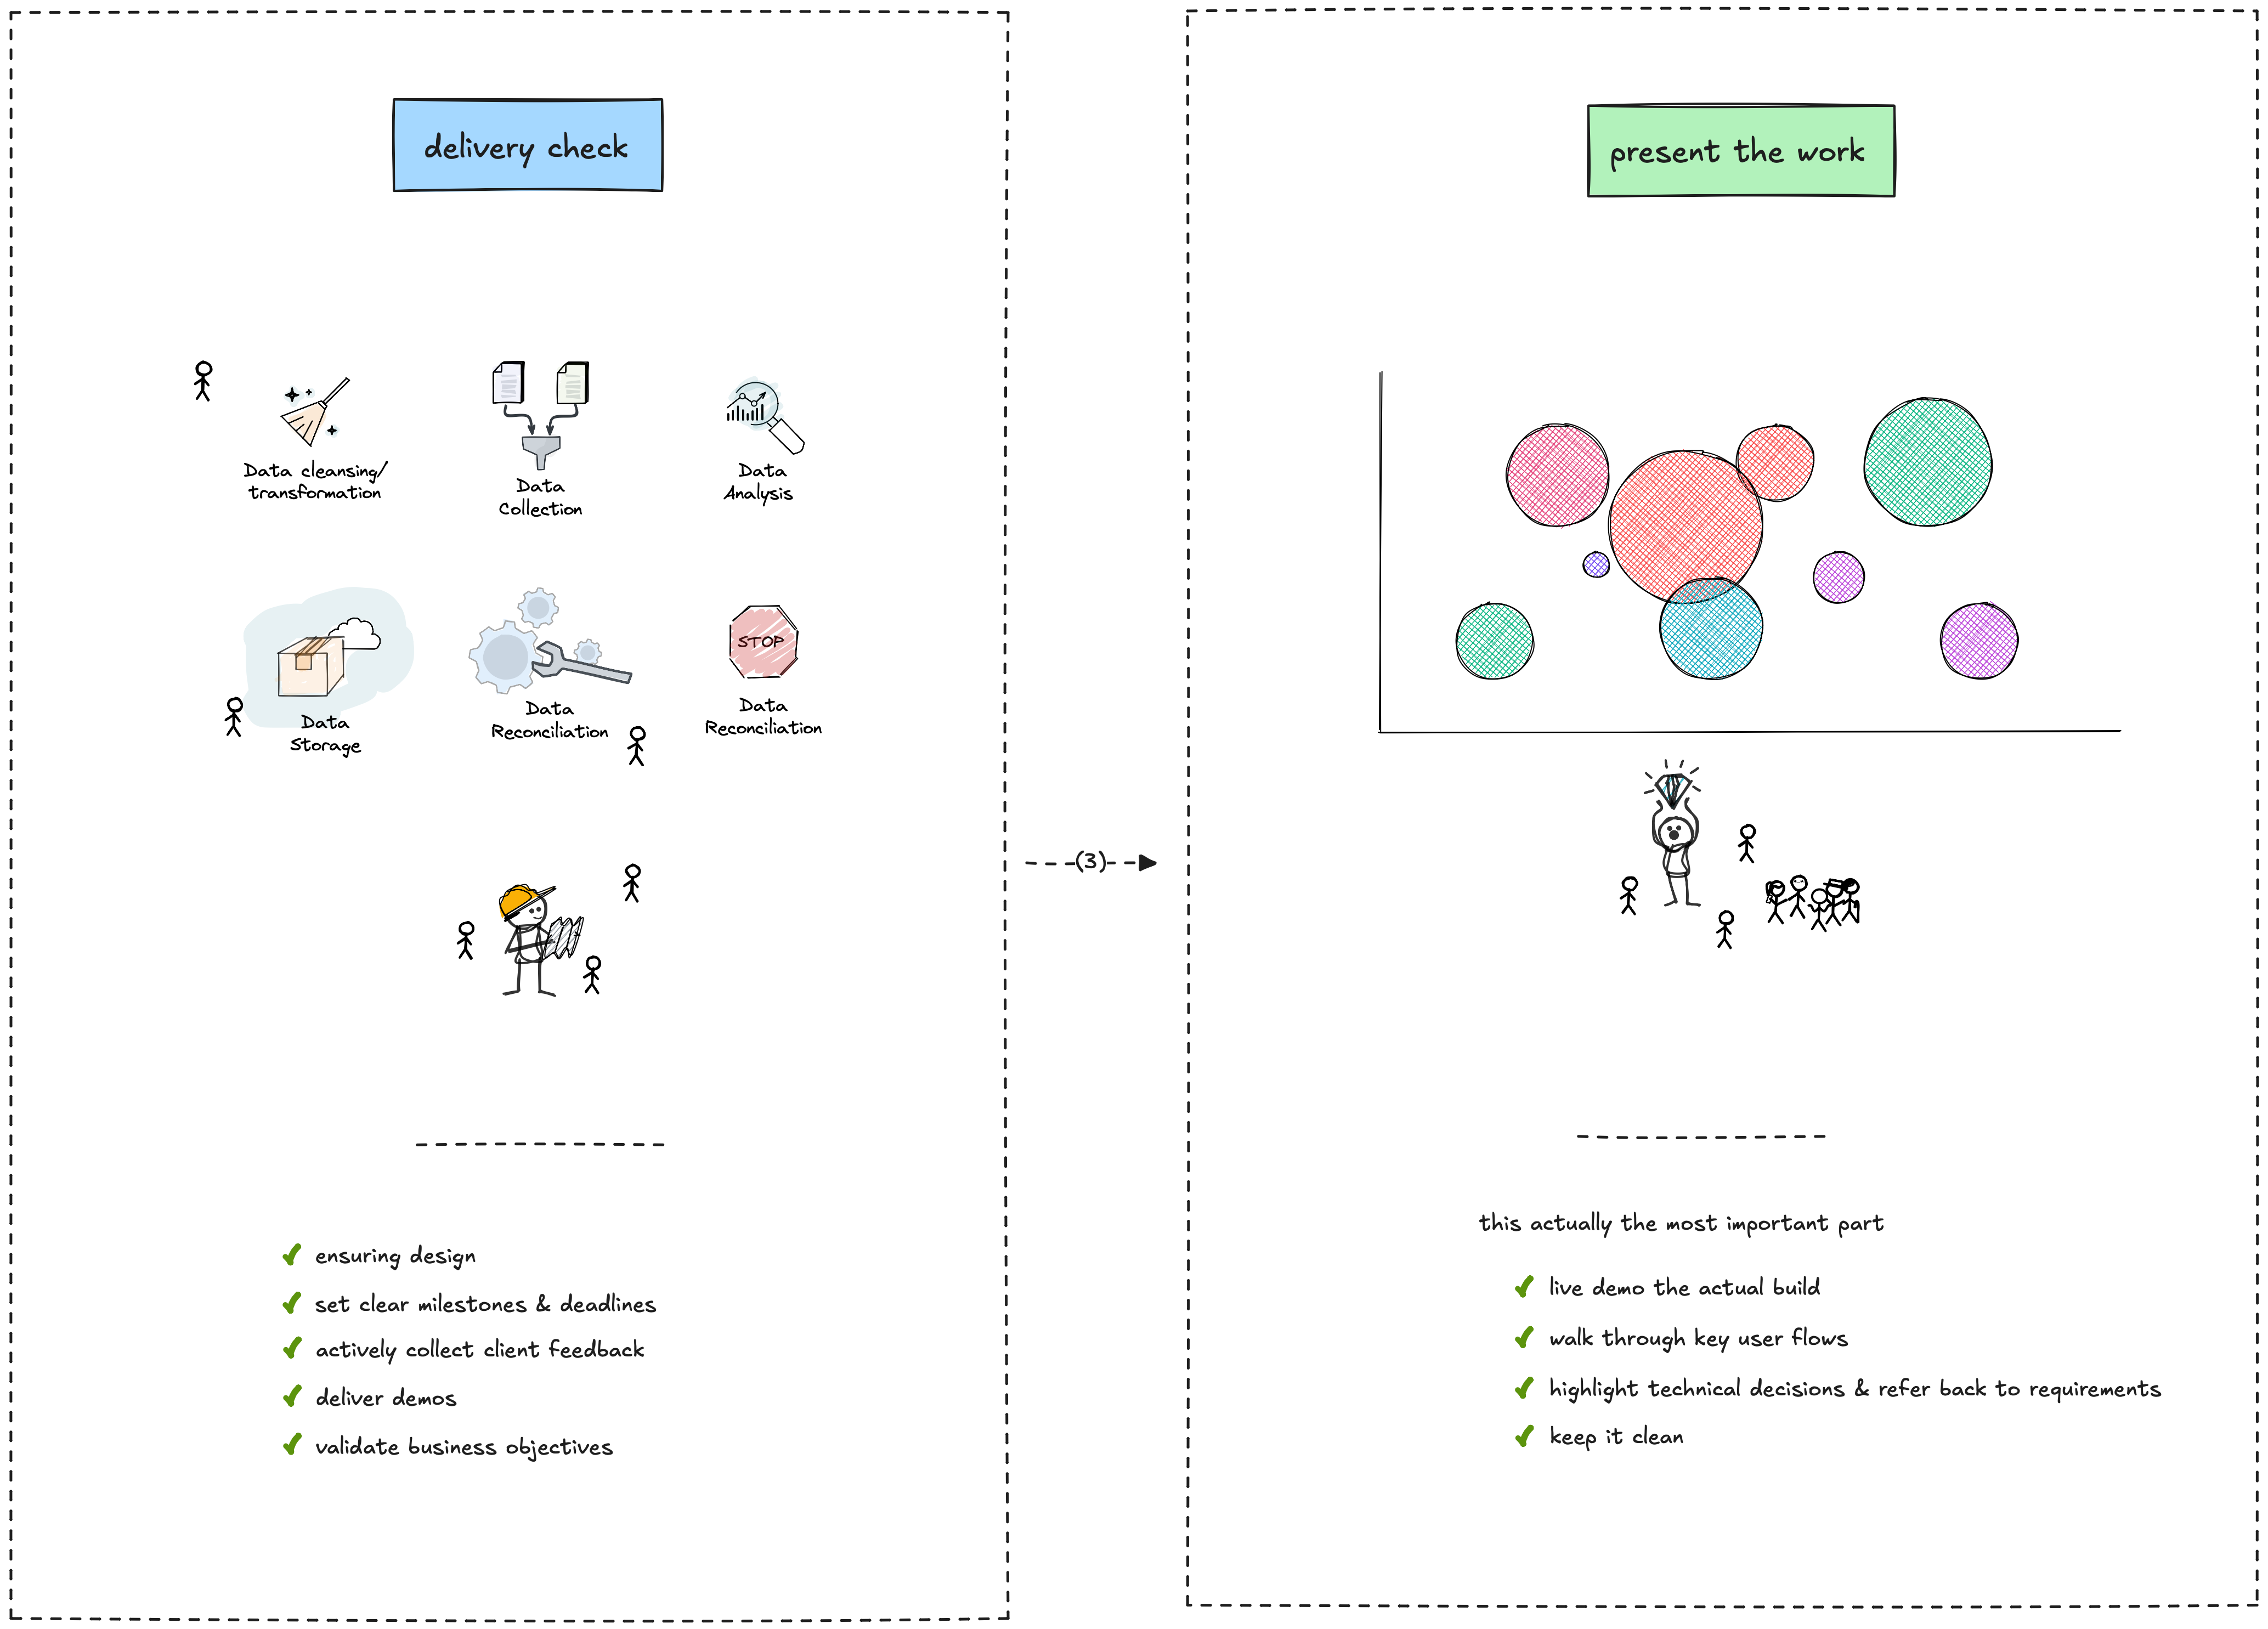 delivery check
Data cleansing/
transformation
Data
Collection
Data
Analysis
Data
Storage
Data
Reconciliation
STOP
Data
Reconciliation
ensuring design
set clear milestones & deadlines
actively collect client feedback
deliver demos
validate business objectives
(3)
present the work
this actually the most important part
live demo the actual build
walk through key user flows
highlight technical decisions & refer back to requirements
keep it clean